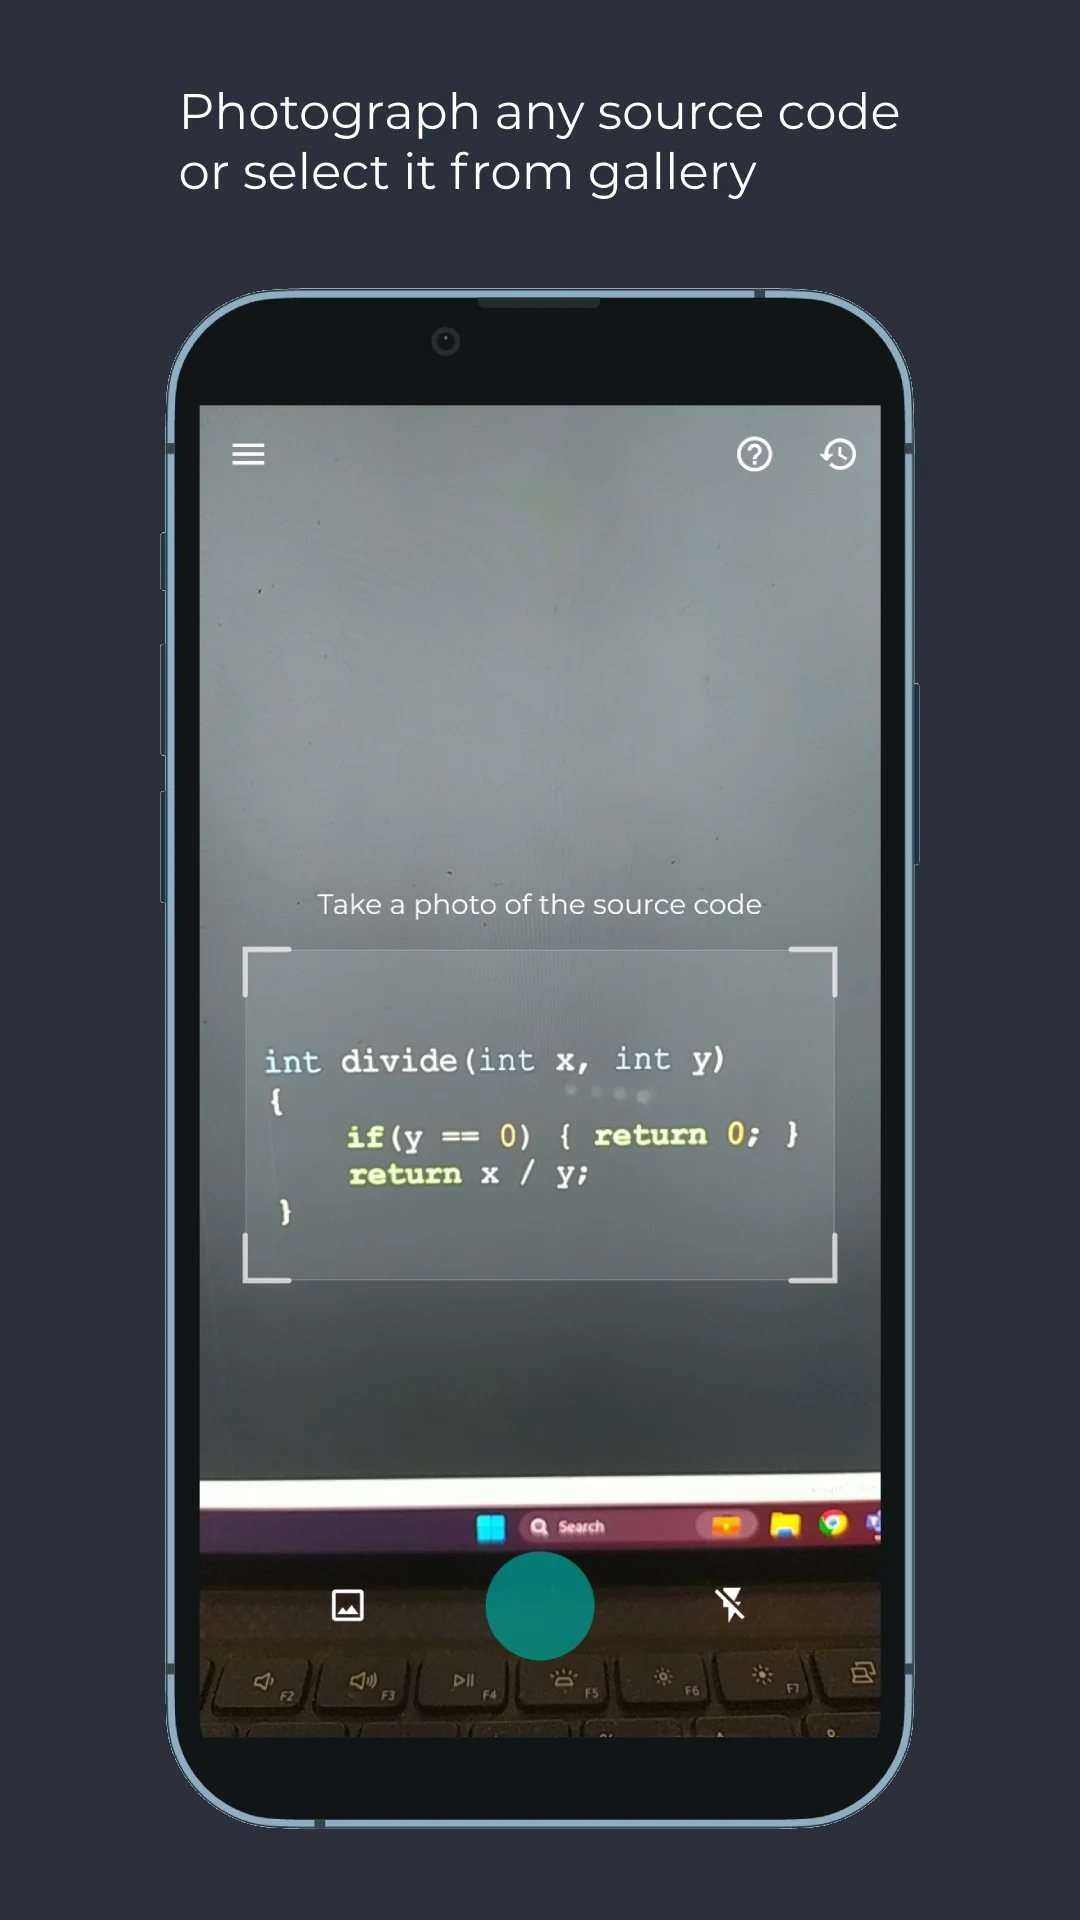 Photograph any source code
or select it from gallery
Take a photo of the source code
int divide(int x, int y)
{
if(y == 0) { return 0; }
return x / y;
}
Search
F2 F3 F4 F5 F6 F7